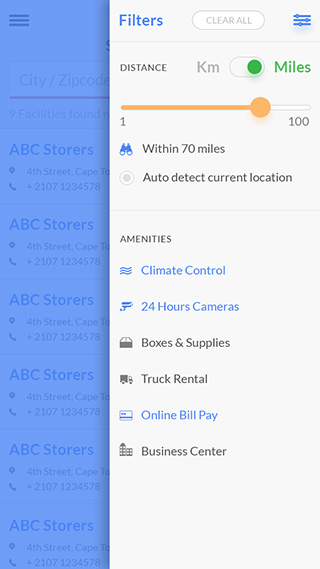 Filters
CLEAR ALL
DISTANCE
Km
Miles
1
100
Within 70 miles
Auto detect current location
AMENITIES
Climate Control
24 Hours Cameras
Boxes & Supplies
Truck Rental
Online Bill Pay
Business Center
S
City / Zipcode
9 Facilities found
ABC Storers
4th Street, Cape To
+ 2107 1234578
ABC Storers
4th Street, Cape To
+ 2107 1234578
ABC Storers
4th Street, Cape To
+ 2107 1234578
ABC Storers
4th Street, Cape To
+ 2107 1234578
ABC Storers
4th Street, Cape To
+ 2107 1234578
ABC Storers
4th Street, Cape To